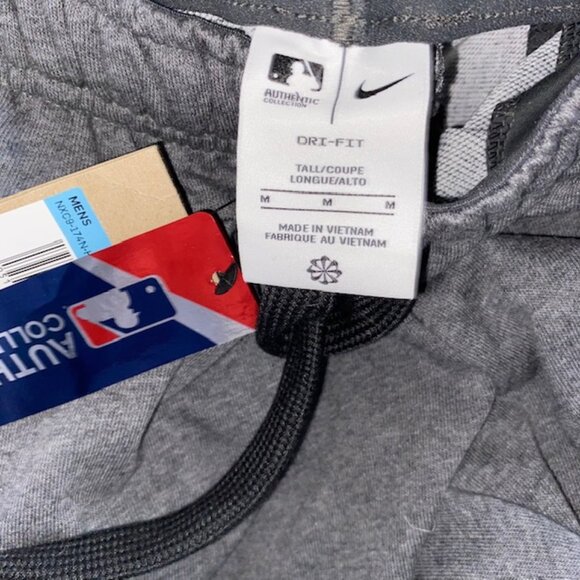 AUTHENTIC
COLLECTION
DRI-FIT
TALL/COUPE
LONGUE/ALTO
M M M
MADE IN VIETNAM
FABRIQUE AU VIETNAM
MENS
AUTH
COLL